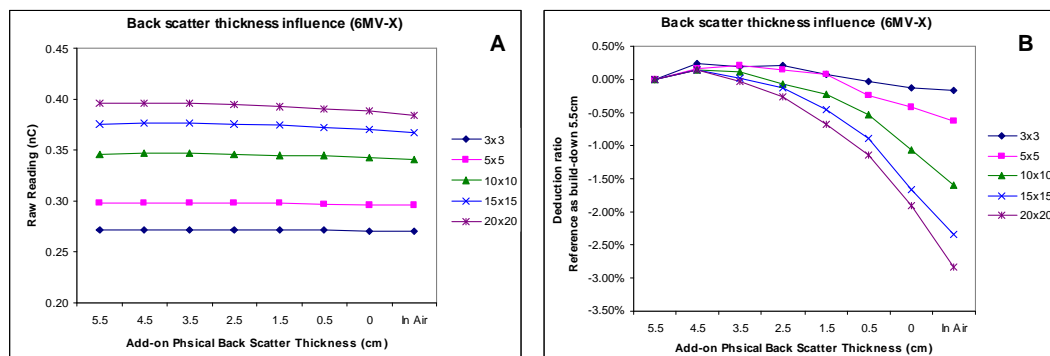 Back scatter thickness influence (6MV-X)
A
Raw Reading (nC)
0.45
0.40
0.35
0.30
0.25
0.20
5.5 4.5 3.5 2.5 1.5 0.5 0 In Air
Add-on Phsical Back Scatter Thickness (cm)
3x3
5x5
10x10
15x15
20x20
Back scatter thickness influence (6MV-X)
B
Deduction ratio
Reference as build-down 5.5cm
0.50%
0.00%
-0.50%
-1.00%
-1.50%
-2.00%
-2.50%
-3.00%
-3.50%
5.5 4.5 3.5 2.5 1.5 0.5 0 In Air
Add-on Phsical Back Scatter Thickness (cm)
3x3
5x5
10x10
15x15
20x20